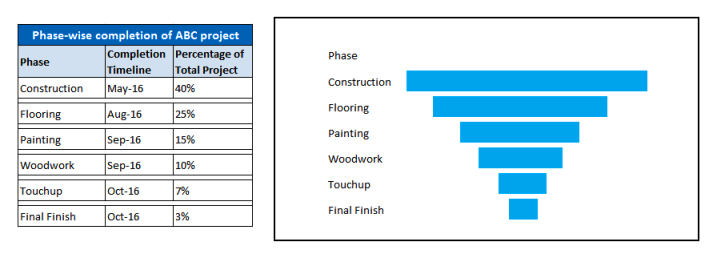 Phase-wise completion of ABC project
Phase Completion Timeline Percentage of Total Project
Construction May-16 40%
Flooring Aug-16 25%
Painting Sep-16 15%
Woodwork Sep-16 10%
Touchup Oct-16 7%
Final Finish Oct-16 3%
Phase
Construction
Flooring
Painting
Woodwork
Touchup
Final Finish